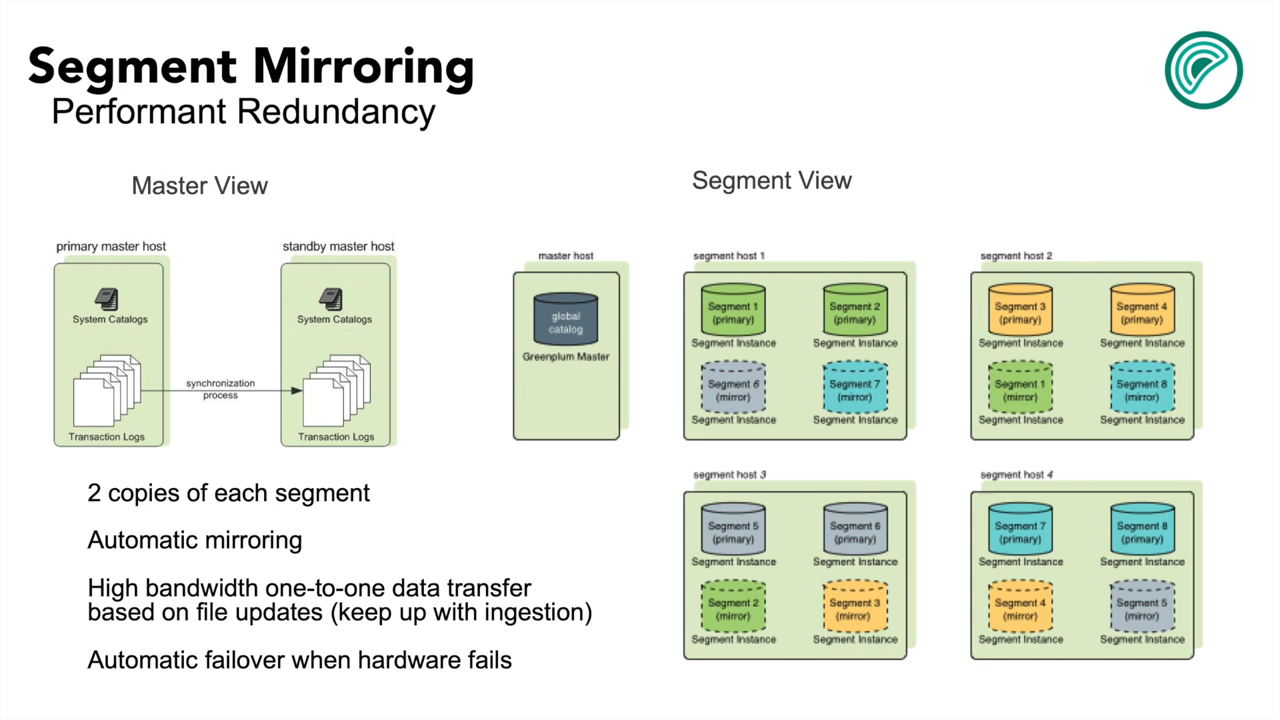 Segment Mirroring
Performant Redundancy
Master View
primary master host
System Catalogs
Transaction Logs
synchronization
process
standby master host
System Catalogs
Transaction Logs
2 copies of each segment
Automatic mirroring
High bandwidth one-to-one data transfer
based on file updates (keep up with ingestion)
Automatic failover when hardware fails
Segment View
master host
global
catalog
Greenplum Master
segment host 1
Segment 1
(primary)
Segment Instance
Segment 2
(primary)
Segment Instance
Segment 6
(mirror)
Segment Instance
Segment 7
(mirror)
Segment Instance
segment host 2
Segment 3
(primary)
Segment Instance
Segment 4
(primary)
Segment Instance
Segment 1
(mirror)
Segment Instance
Segment 8
(mirror)
Segment Instance
segment host 3
Segment 5
(primary)
Segment Instance
Segment 6
(primary)
Segment Instance
Segment 2
(mirror)
Segment Instance
Segment 3
(mirror)
Segment Instance
segment host 4
Segment 7
(primary)
Segment Instance
Segment 8
(primary)
Segment Instance
Segment 4
(mirror)
Segment Instance
Segment 5
(mirror)
Segment Instance